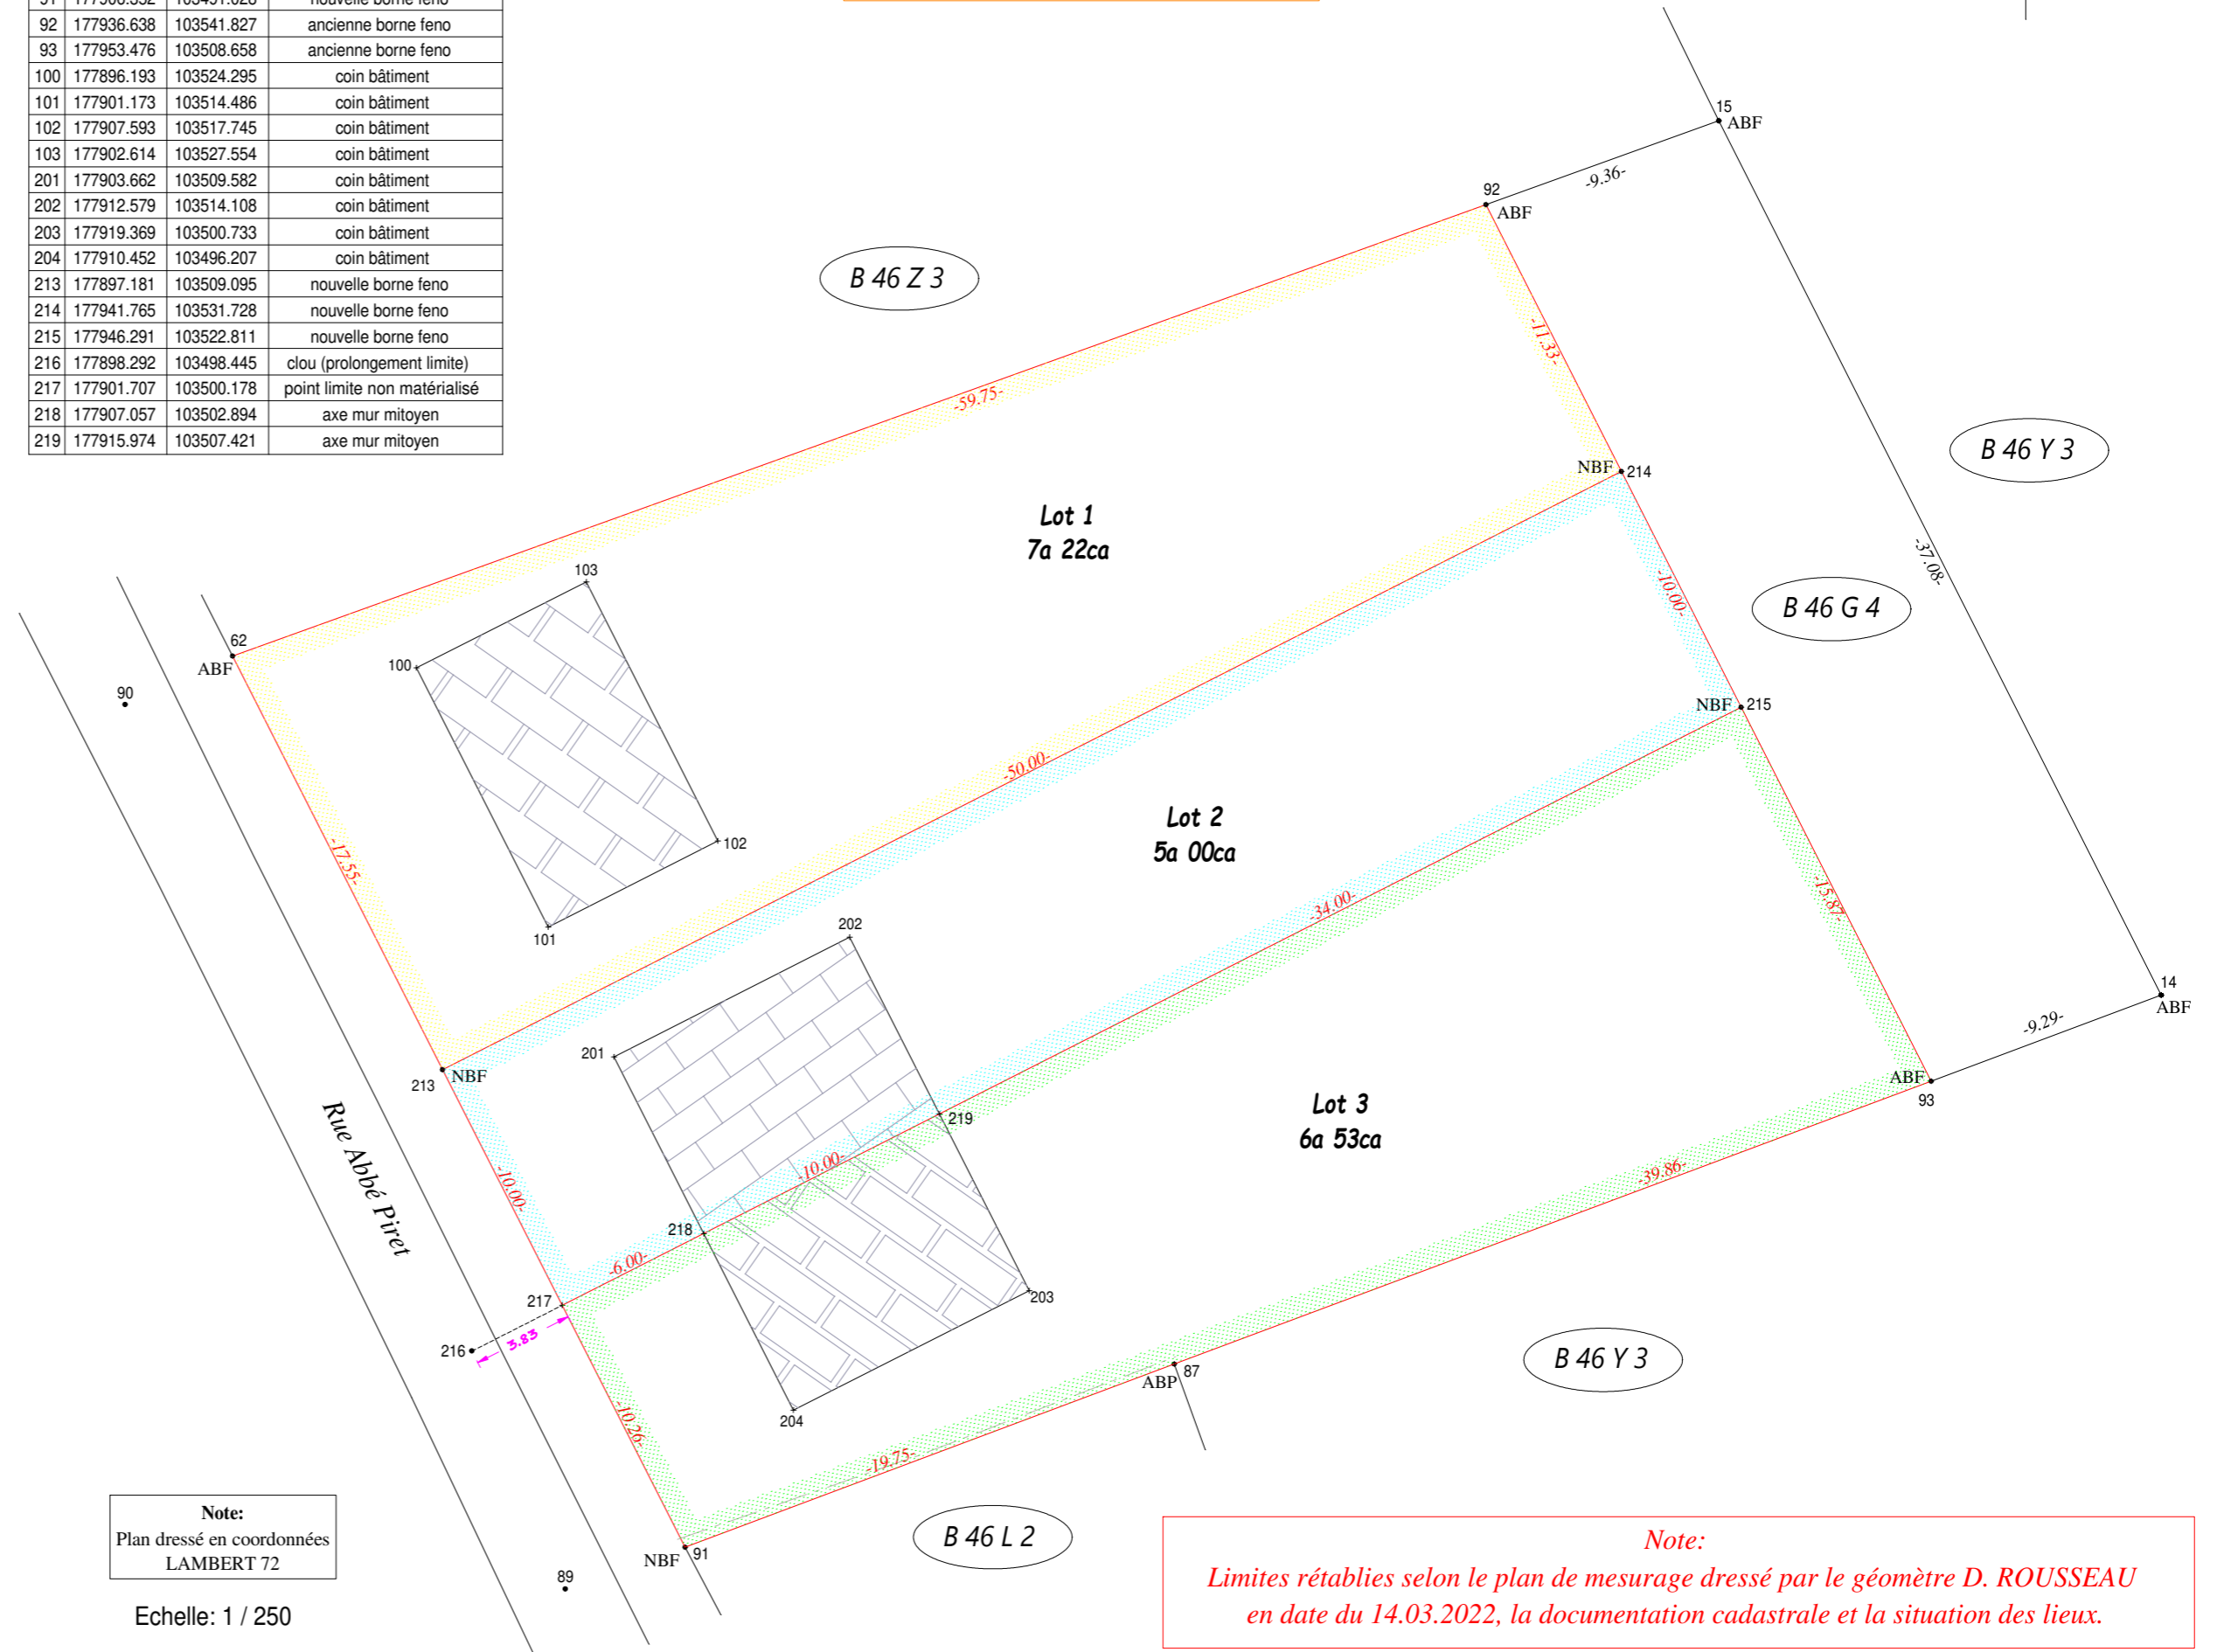 92 177936.638 103541.827 ancienne borne feno
93 177953.476 103508.658 ancienne borne feno
100 177896.193 103524.295 coin bâtiment
101 177901.173 103514.486 coin bâtiment
102 177907.593 103517.745 coin bâtiment
103 177902.614 103527.554 coin bâtiment
201 177903.662 103509.582 coin bâtiment
202 177912.579 103514.108 coin bâtiment
203 177919.369 103500.733 coin bâtiment
204 177910.452 103496.207 coin bâtiment
213 177897.181 103509.095 nouvelle borne feno
214 177941.765 103531.728 nouvelle borne feno
215 177946.291 103522.811 nouvelle borne feno
216 177898.292 103498.445 clou (prolongement limite)
217 177901.707 103500.178 point limite non matérialisé
218 177907.057 103502.894 axe mur mitoyen
219 177915.974 103507.421 axe mur mitoyen
15
ABF
-9.36-
92
ABF
B 46 Z 3
-11.33-
-59.75-
B 46 Y 3
NBF 214
Lot 1
7a 22ca
-37.08-
103
-10.00-
B 46 G 4
62
ABF
100
90
NBF 215
-50.00-
Lot 2
5a 00ca
102
-17.55-
101
-34.00-
-15.87-
202
14
ABF
-9.29-
201
213 NBF
ABF
93
Rue Abbé Piret
219
Lot 3
6a 53ca
-10.00-
-10.00-
-39.86-
218
-6.00-
217
203
216
3.83
B 46 Y 3
87
ABP
204
-10.26-
-19.75-
B 46 L 2
NBF 91
89
Note:
Plan dressé en coordonnées
LAMBERT 72
Echelle: 1 / 250
Note:
Limites rétablies selon le plan de mesurage dressé par le géomètre D. ROUSSEAU
en date du 14.03.2022, la documentation cadastrale et la situation des lieux.